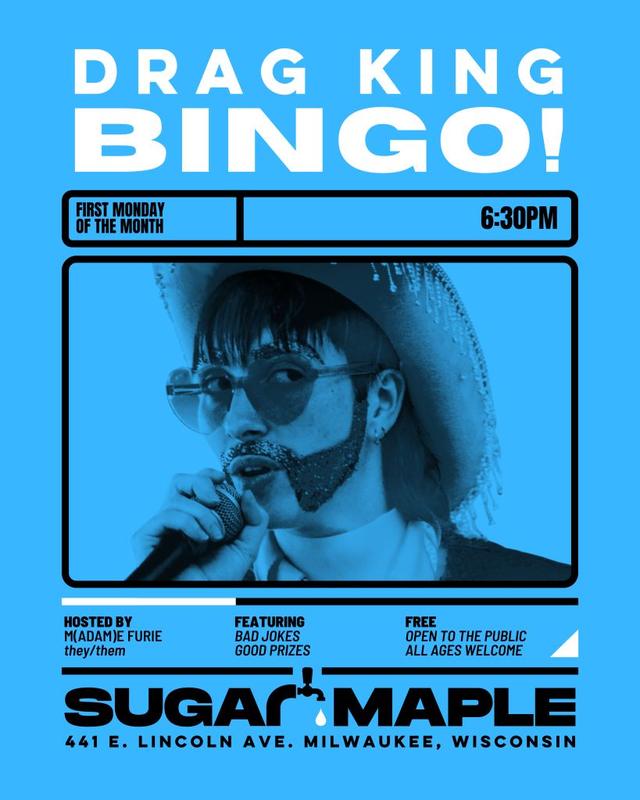 DRAG KING
BINGO!
FIRST MONDAY
OF THE MONTH
6:30PM
HOSTED BY
M(ADAM)E FURIE
they/them
FEATURING
BAD JOKES
GOOD PRIZES
FREE
OPEN TO THE PUBLIC
ALL AGES WELCOME
SUGAR MAPLE
441 E. LINCOLN AVE. MILWAUKEE, WISCONSIN